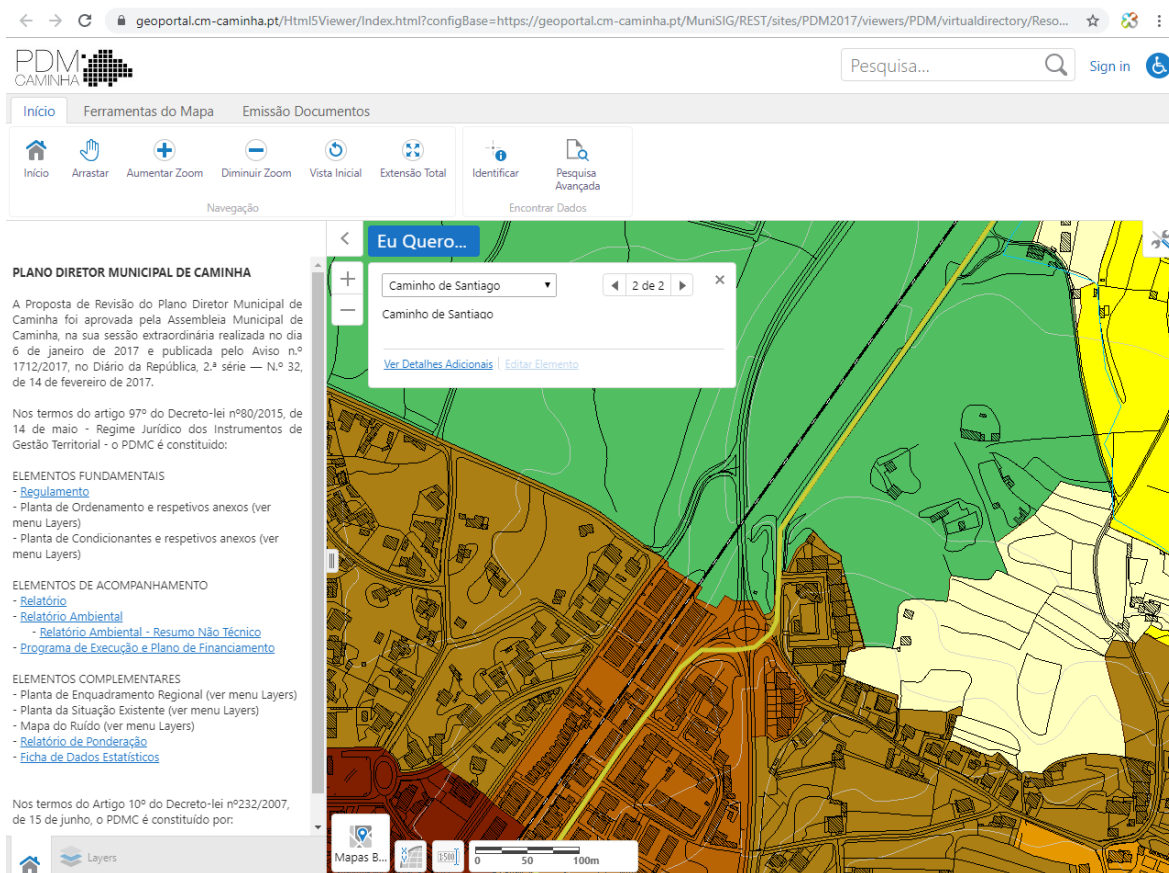 geoportal.cm-caminha.pt/Html5Viewer/Index.html?configBase=https://geoportal.cm-caminha.pt/MuniSIG/REST/sites/PDM2017/viewers/PDM/virtualdirectory/Reso...
PDM
CAMINHA
Pesquisa...
Sign in
Início
Ferramentas do Mapa
Emissão Documentos
Início
Arrastar
Aumentar Zoom
Diminuir Zoom
Vista Inicial
Extensão Total
Identificar
Pesquisa
Avançada
Navegação
Encontrar Dados
Eu Quero...
Caminho de Santiago
2 de 2
Caminho de Santiago
Ver Detalhes Adicionais
Editar Elemento
PLANO DIRETOR MUNICIPAL DE CAMINHA
A Proposta de Revisão do Plano Diretor Municipal de
Caminha foi aprovada pela Assembleia Municipal de
Caminha, na sua sessão extraordinária realizada no dia
6 de janeiro de 2017 e publicada pelo Aviso n.º
1712/2017, no Diário da República, 2.ª série — N.º 32,
de 14 de fevereiro de 2017.
Nos termos do artigo 97º do Decreto-lei nº80/2015, de
14 de maio - Regime Jurídico dos Instrumentos de
Gestão Territorial - o PDMC é constituido:
ELEMENTOS FUNDAMENTAIS
- Regulamento
- Planta de Ordenamento e respetivos anexos (ver
menu Layers)
- Planta de Condicionantes e respetivos anexos (ver
menu Layers)
ELEMENTOS DE ACOMPANHAMENTO
- Relatório
- Relatório Ambiental
- Relatório Ambiental - Resumo Não Técnico
- Programa de Execução e Plano de Financiamento
ELEMENTOS COMPLEMENTARES
- Planta de Enquadramento Regional (ver menu Layers)
- Planta da Situação Existente (ver menu Layers)
- Mapa do Ruído (ver menu Layers)
- Relatório de Ponderação
- Ficha de Dados Estatísticos
Nos termos do Artigo 10º do Decreto-lei nº232/2007,
de 15 de junho, o PDMC é constituído por:
Layers
Mapas B...
X
Y
1:500
0
50
100m